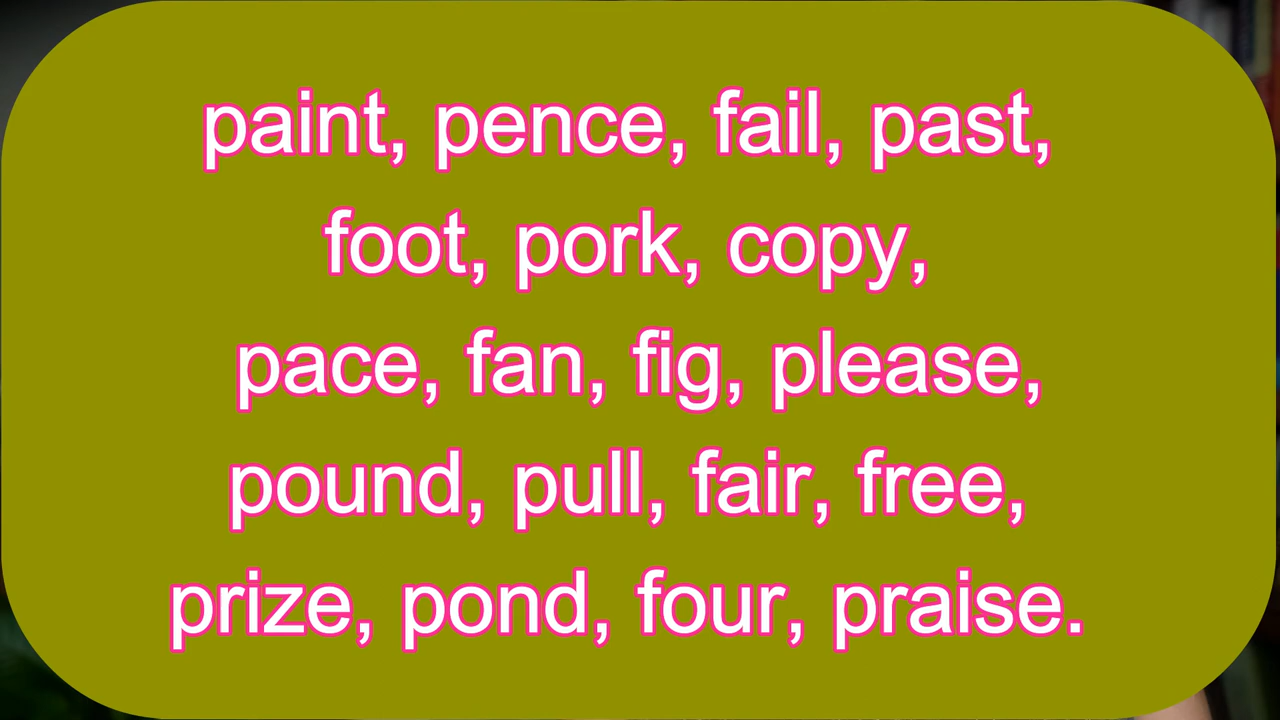 paint, pence, fail, past,
foot, pork, copy,
pace, fan, fig, please,
pound, pull, fair, free,
prize, pond, four, praise.